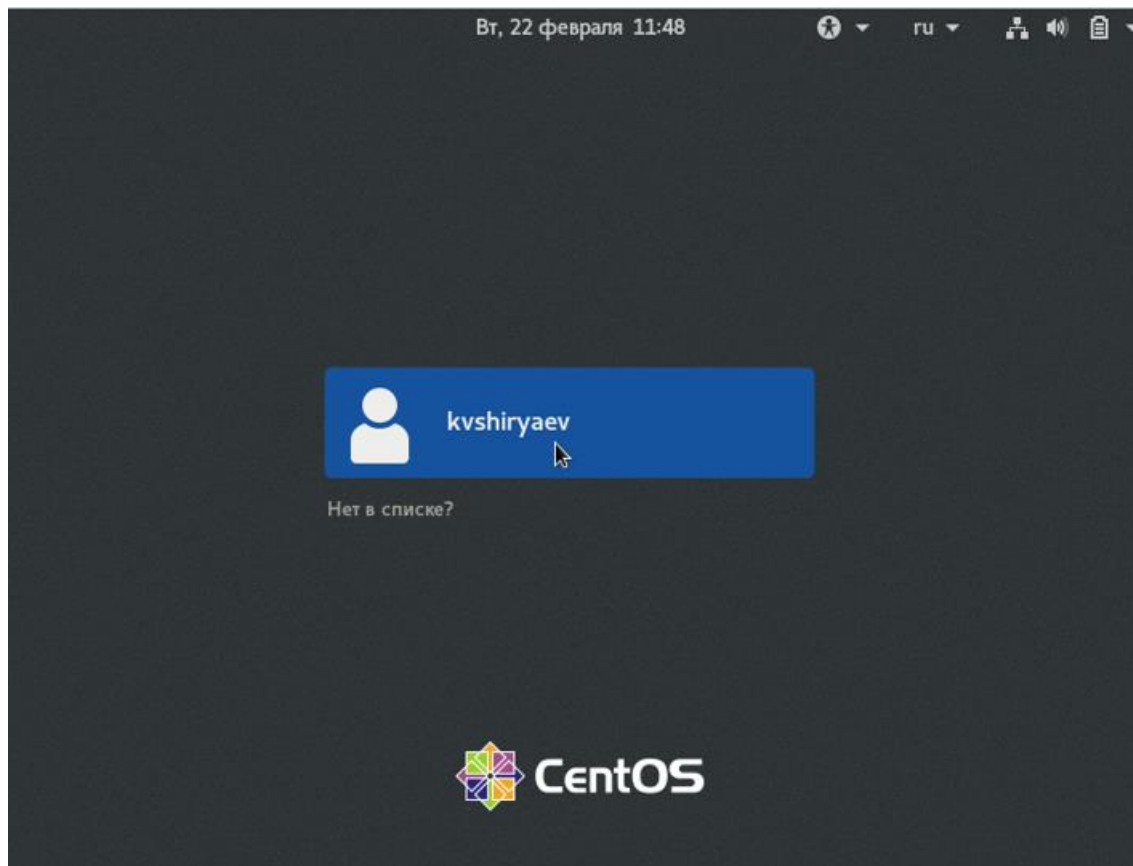 Вт, 22 февраля 11:48
ru
kvshiryaev
Нет в списке?
CentOS